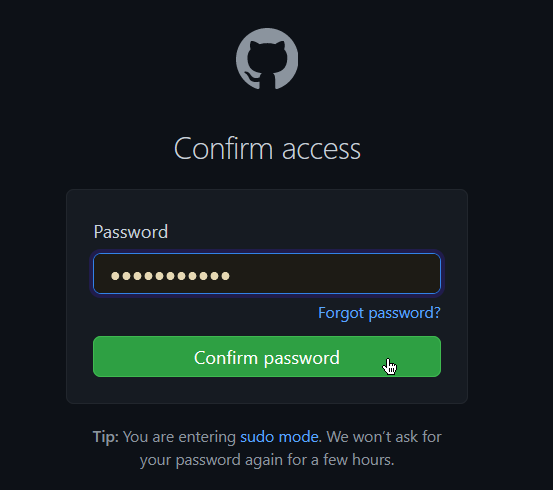 Confirm access
Password
●●●●●●●●●●●
Forgot password?
Confirm password
Tip: You are entering sudo mode. We won’t ask for
your password again for a few hours.